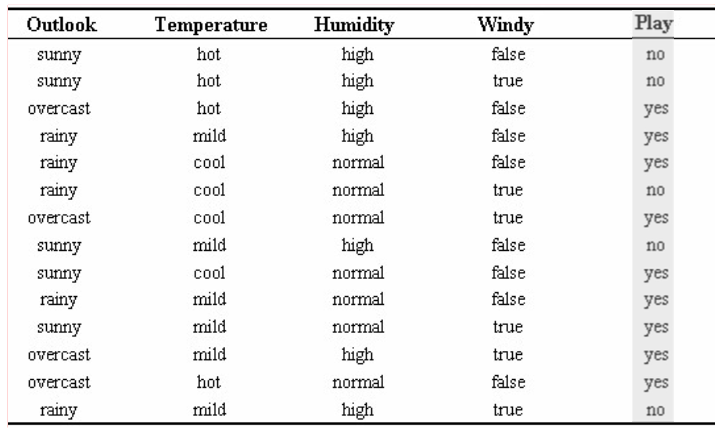 Outlook Temperature Humidity Windy Play
sunny hot high false no
sunny hot high true no
overcast hot high false yes
rainy mild high false yes
rainy cool normal false yes
rainy cool normal true no
overcast cool normal true yes
sunny mild high false no
sunny cool normal false yes
rainy mild normal false yes
sunny mild normal true yes
overcast mild high true yes
overcast hot normal false yes
rainy mild high true no